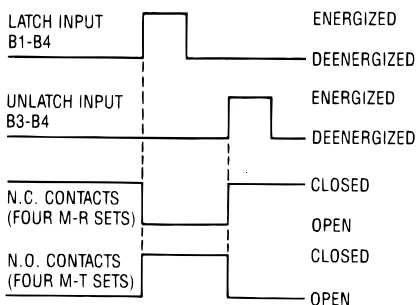 LATCH INPUT
B1-B4
ENERGIZED
DEENERGIZED
UNLATCH INPUT
B3-B4
ENERGIZED
DEENERGIZED
N.C. CONTACTS
(FOUR M-R SETS)
CLOSED
OPEN
N.O. CONTACTS
(FOUR M-T SETS)
CLOSED
OPEN